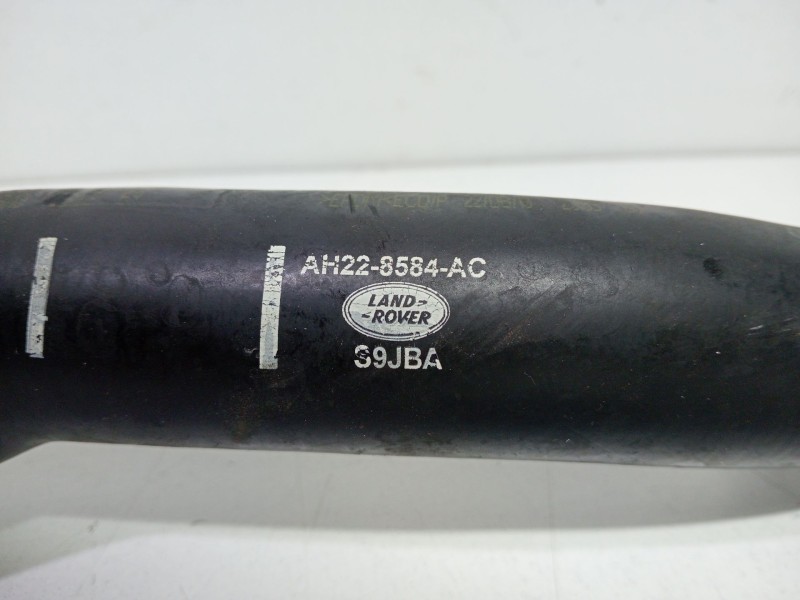 AH22-8584-AC
LAND-
-ROVER
S9JBA